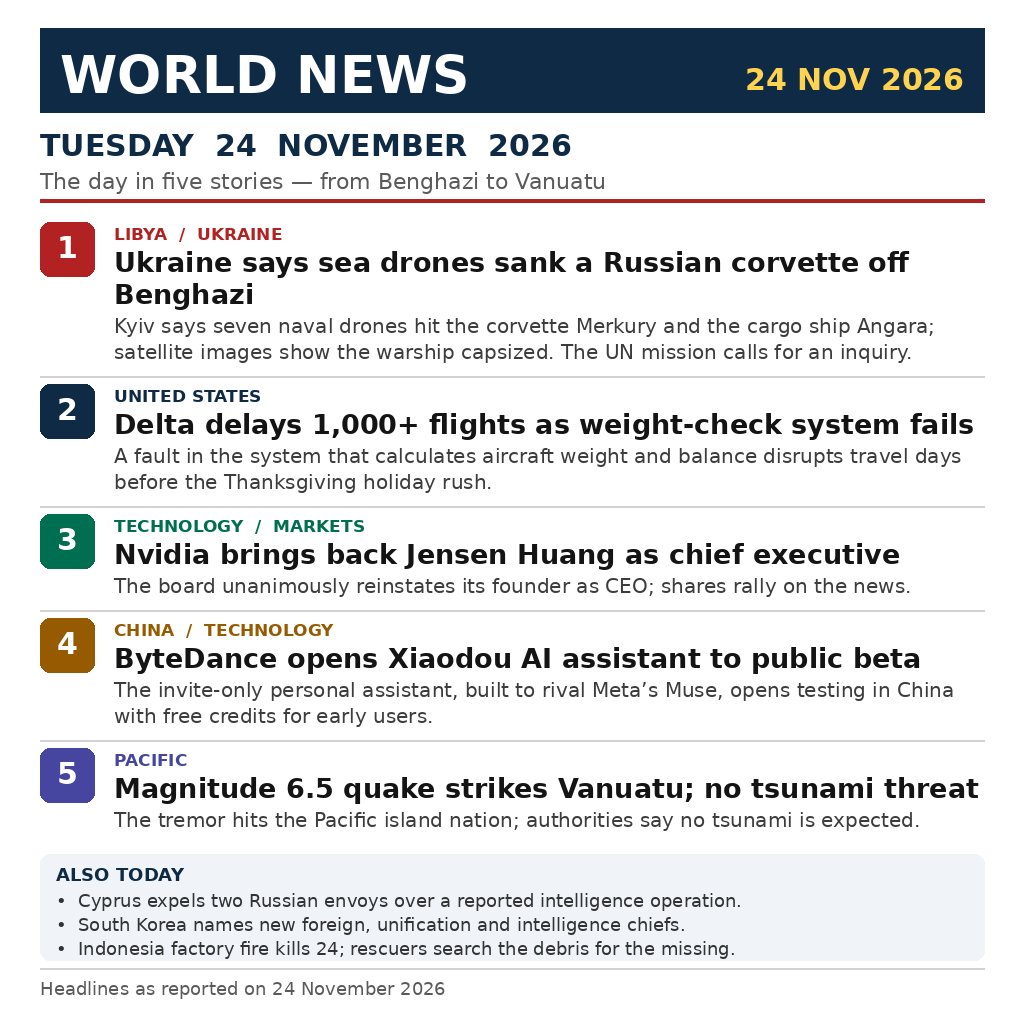 WORLD NEWS
24 NOV 2026
TUESDAY 24 NOVEMBER 2026
The day in five stories — from Benghazi to Vanuatu
1
LIBYA / UKRAINE
Ukraine says sea drones sank a Russian corvette off
Benghazi
Kyiv says seven naval drones hit the corvette Merkury and the cargo ship Angara;
satellite images show the warship capsized. The UN mission calls for an inquiry.
2
UNITED STATES
Delta delays 1,000+ flights as weight-check system fails
A fault in the system that calculates aircraft weight and balance disrupts travel days
before the Thanksgiving holiday rush.
3
TECHNOLOGY / MARKETS
Nvidia brings back Jensen Huang as chief executive
The board unanimously reinstates its founder as CEO; shares rally on the news.
4
CHINA / TECHNOLOGY
ByteDance opens Xiaodou AI assistant to public beta
The invite-only personal assistant, built to rival Meta’s Muse, opens testing in China
with free credits for early users.
5
PACIFIC
Magnitude 6.5 quake strikes Vanuatu; no tsunami threat
The tremor hits the Pacific island nation; authorities say no tsunami is expected.
ALSO TODAY
• Cyprus expels two Russian envoys over a reported intelligence operation.
• South Korea names new foreign, unification and intelligence chiefs.
• Indonesia factory fire kills 24; rescuers search the debris for the missing.
Headlines as reported on 24 November 2026